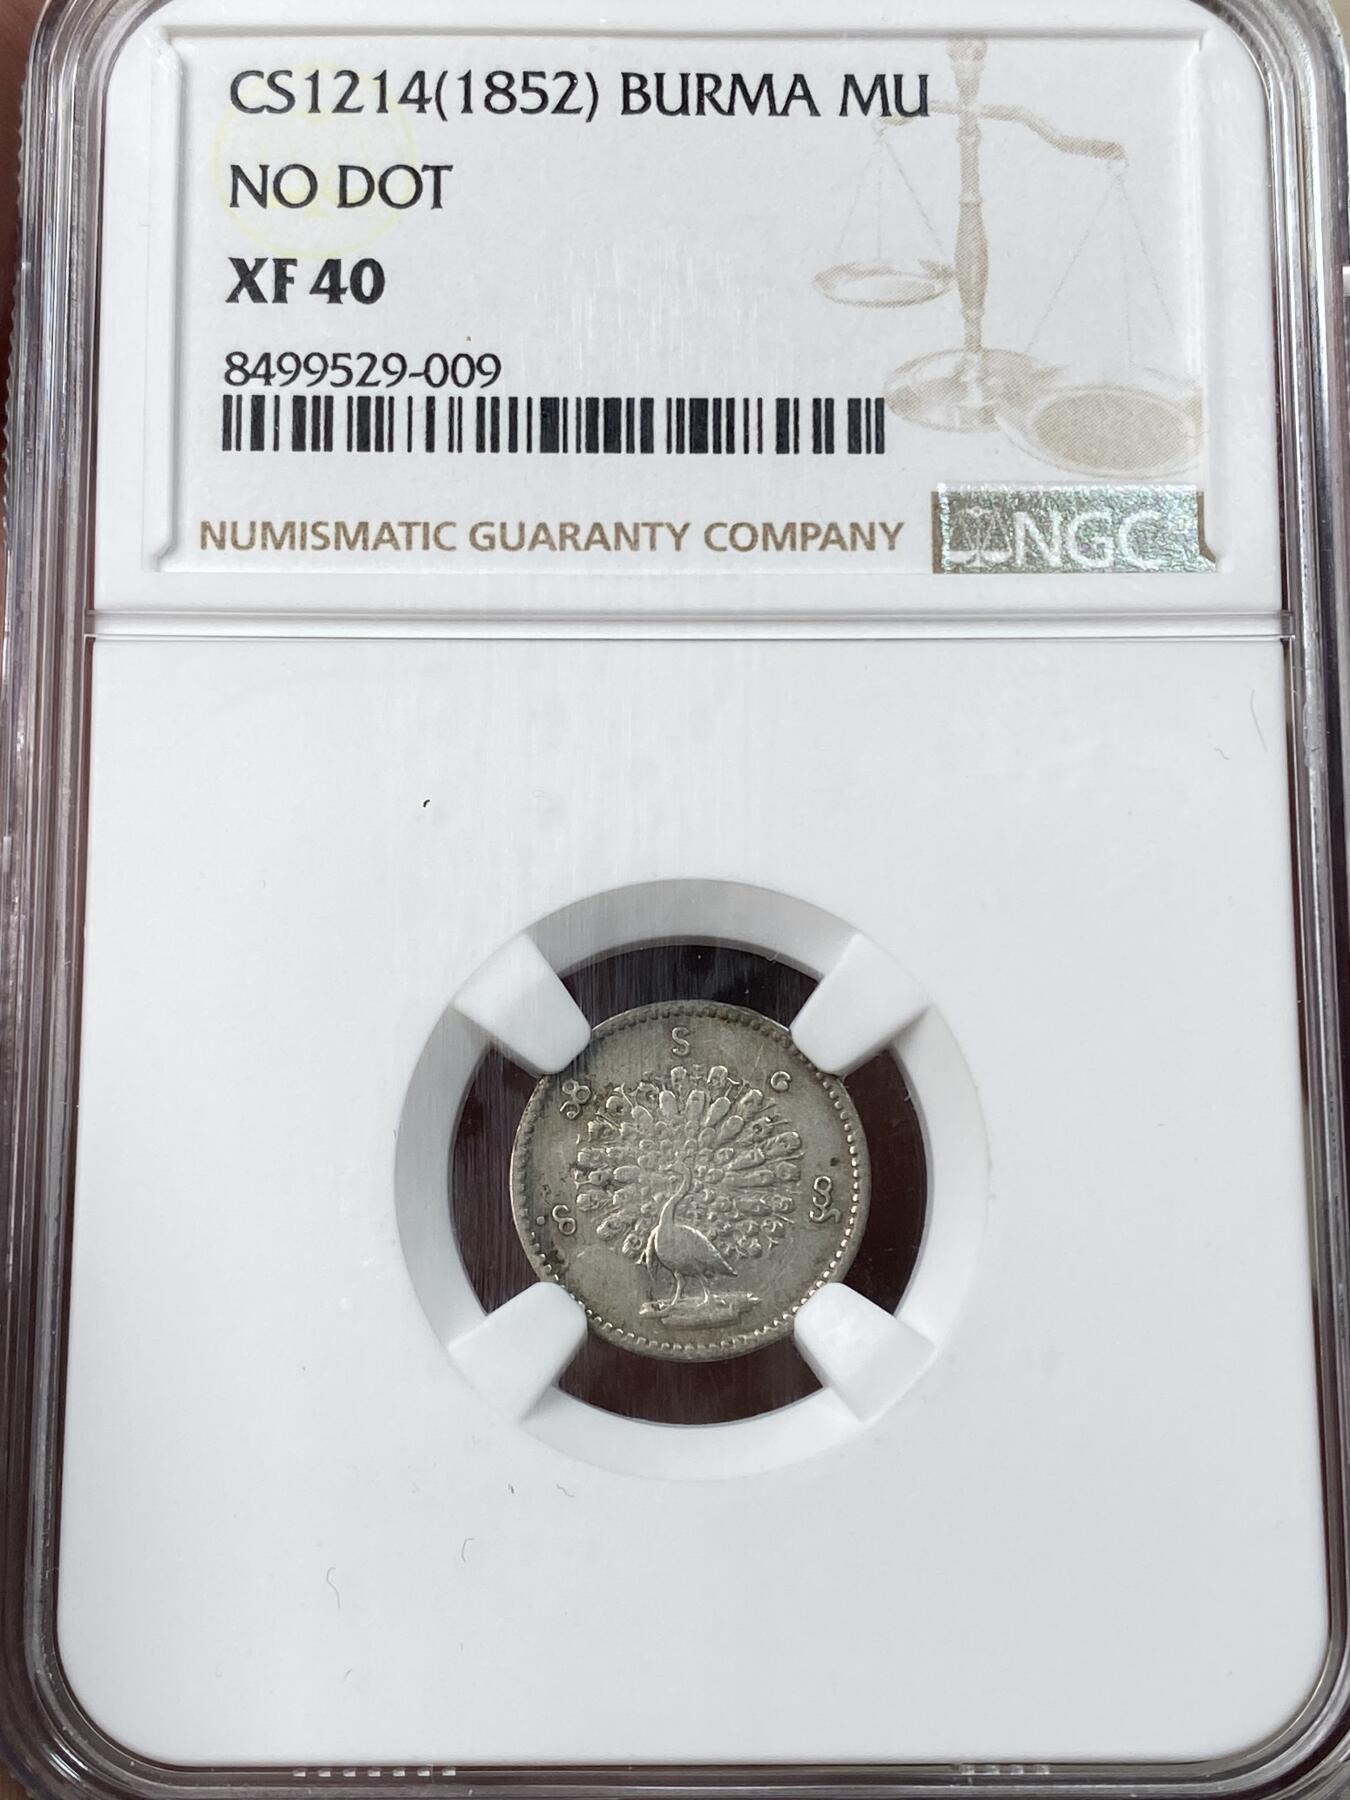 CS1214(1852) BURMA MU
NO DOT
XF 40
8499529-009
NUMISMATIC GUARANTY COMPANY
NGC